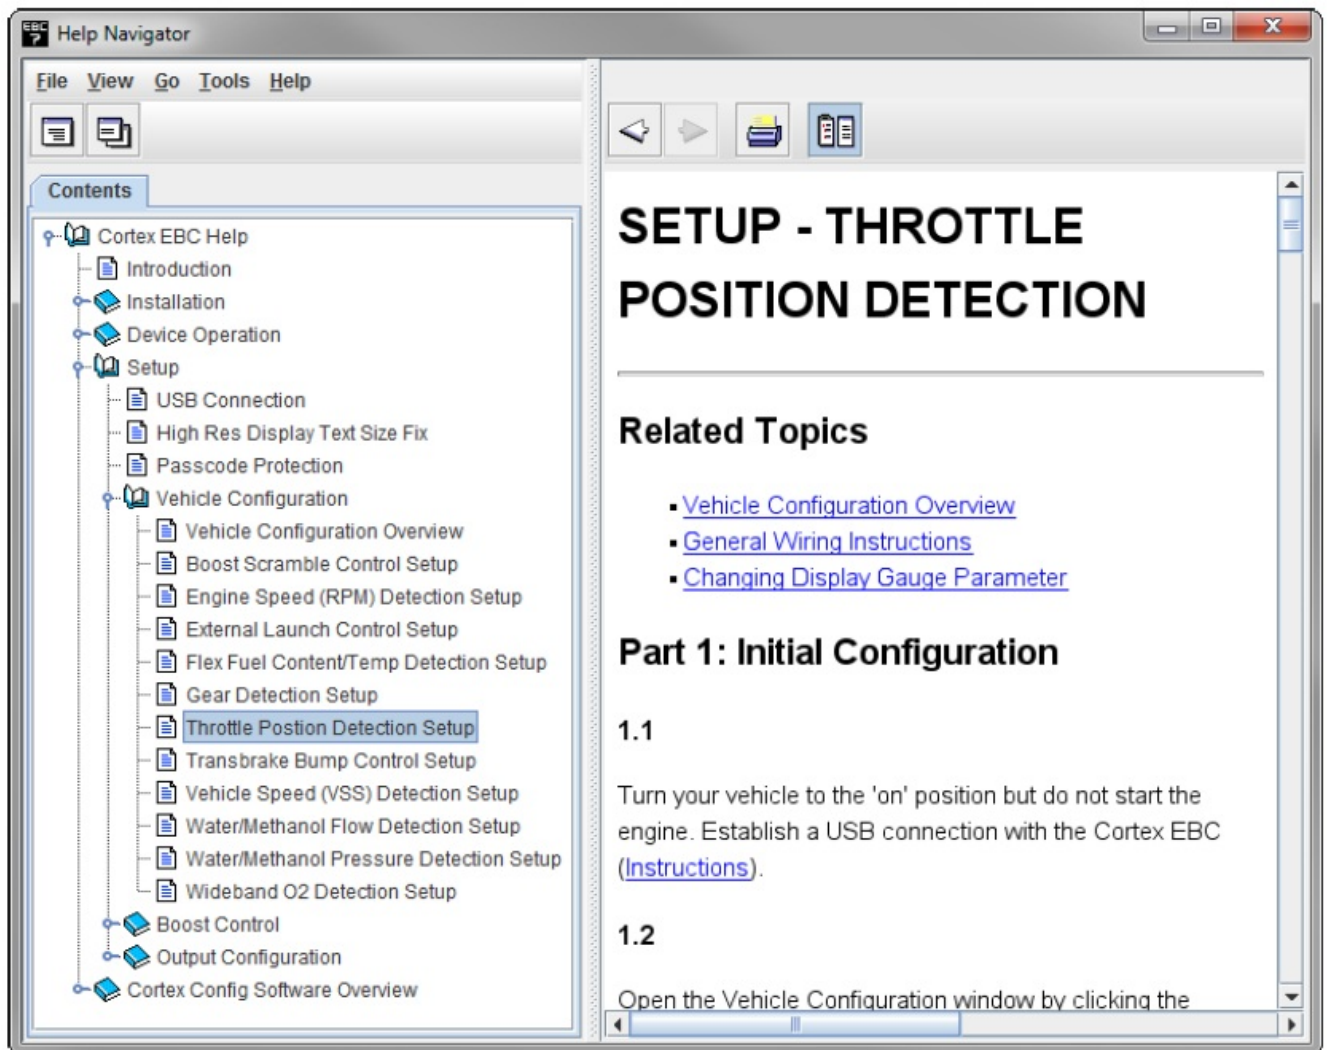 EBC
?
Help Navigator
File View Go Tools Help
Contents
Cortex EBC Help
Introduction
Installation
Device Operation
Setup
USB Connection
High Res Display Text Size Fix
Passcode Protection
Vehicle Configuration
Vehicle Configuration Overview
Boost Scramble Control Setup
Engine Speed (RPM) Detection Setup
External Launch Control Setup
Flex Fuel Content/Temp Detection Setup
Gear Detection Setup
Throttle Postion Detection Setup
Transbrake Bump Control Setup
Vehicle Speed (VSS) Detection Setup
Water/Methanol Flow Detection Setup
Water/Methanol Pressure Detection Setup
Wideband O2 Detection Setup
Boost Control
Output Configuration
Cortex Config Software Overview
SETUP - THROTTLE
POSITION DETECTION
Related Topics
▪ Vehicle Configuration Overview
▪ General Wiring Instructions
▪ Changing Display Gauge Parameter
Part 1: Initial Configuration
1.1
Turn your vehicle to the 'on' position but do not start the
engine. Establish a USB connection with the Cortex EBC
(Instructions).
1.2
Open the Vehicle Configuration window by clicking the